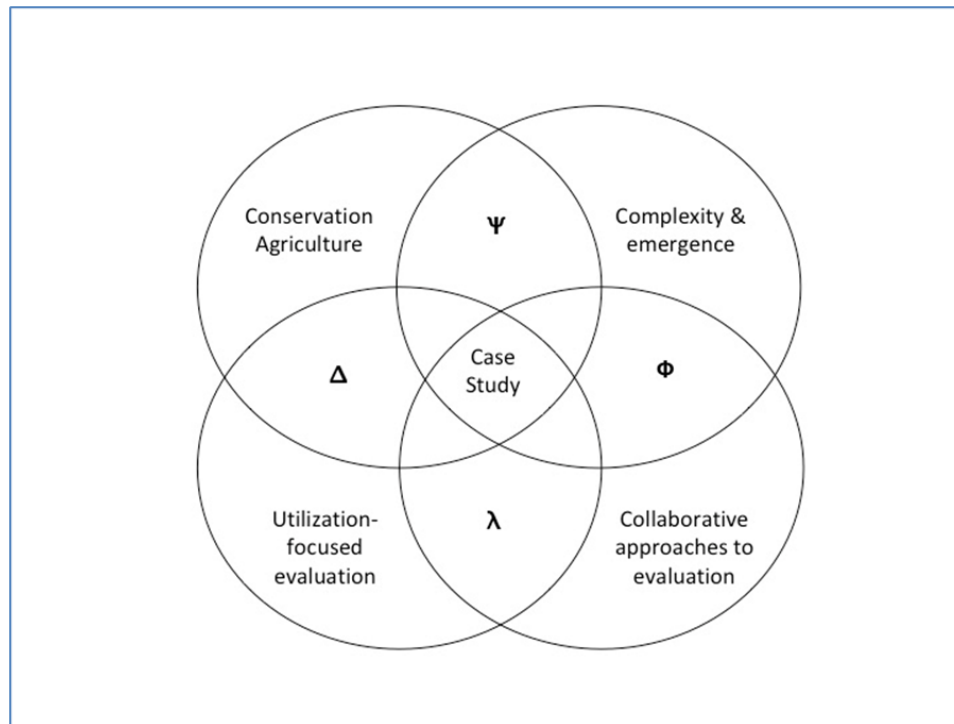 Conservation
Agriculture
Ψ
Complexity &
emergence
Δ
Case
Study
Φ
Utilization-
focused
evaluation
λ
Collaborative
approaches to
evaluation